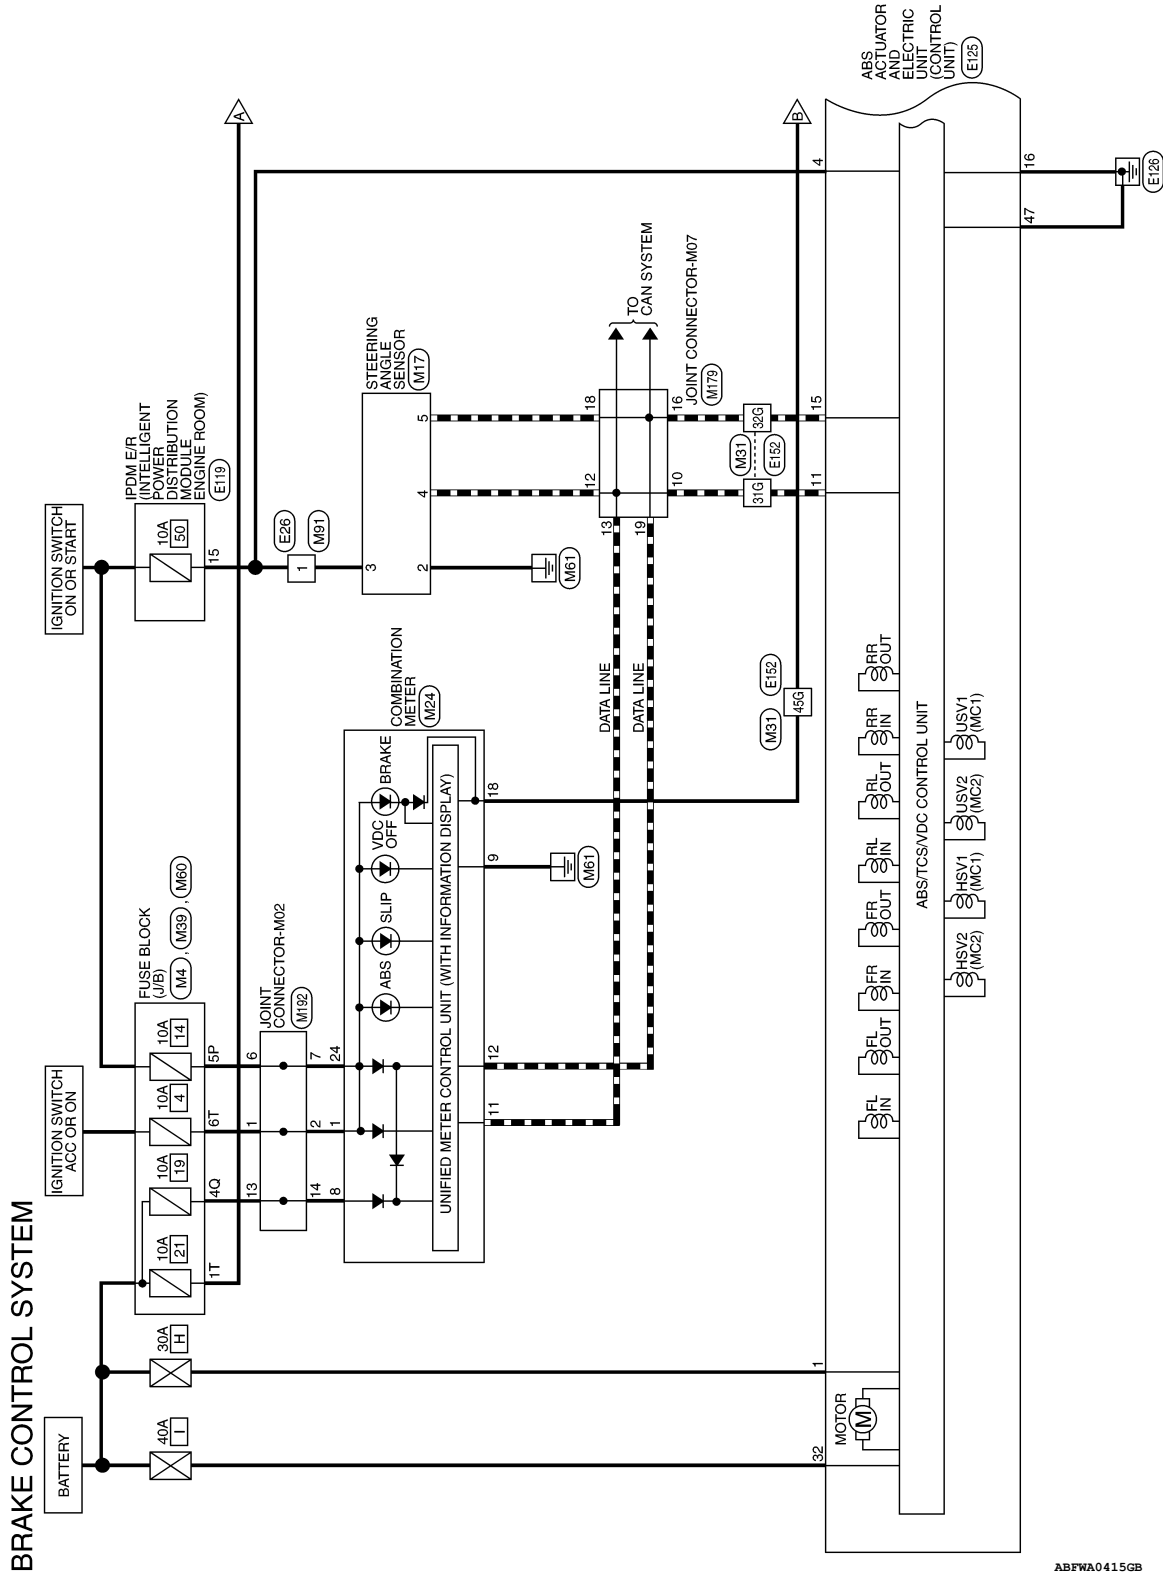 BRAKE CONTROL SYSTEM
BATTERY
IGNITION SWITCH
ACC OR ON
IGNITION SWITCH
ON OR START
40A
I
30A
H
10A
21
10A
19
10A
4
10A
14
FUSE BLOCK
(J/B)
M4 , M39 , M60
1T
4Q
6T
5P
10A
50
15
IPDM E/R
(INTELLIGENT
POWER
DISTRIBUTION
MODULE
ENGINE ROOM)
E119
A
13
1
6
JOINT
CONNECTOR-M02
M192
14
2
7
8
1
24
COMBINATION
METER
M24
ABS
SLIP
VDC
OFF
BRAKE
UNIFIED METER CONTROL UNIT (WITH INFORMATION DISPLAY)
11
12
9
18
M61
E26
M91
1
3
STEERING
ANGLE
SENSOR
M17
2
4
5
M61
DATA LINE
DATA LINE
13
19
12
18
10
16
TO
CAN SYSTEM
JOINT CONNECTOR-M07
M179
31G
32G
M31
E152
M31
E152
45G
B
32
1
11
15
4
ABS
ACTUATOR
AND
ELECTRIC
UNIT
(CONTROL
UNIT)
E125
MOTOR
M
FL
IN
FL
OUT
FR
IN
FR
OUT
RL
IN
RL
OUT
RR
IN
RR
OUT
ABS/TCS/VDC CONTROL UNIT
HSV2
(MC2)
HSV1
(MC1)
USV2
(MC2)
USV1
(MC1)
47
16
E126
ABFWA0415GB